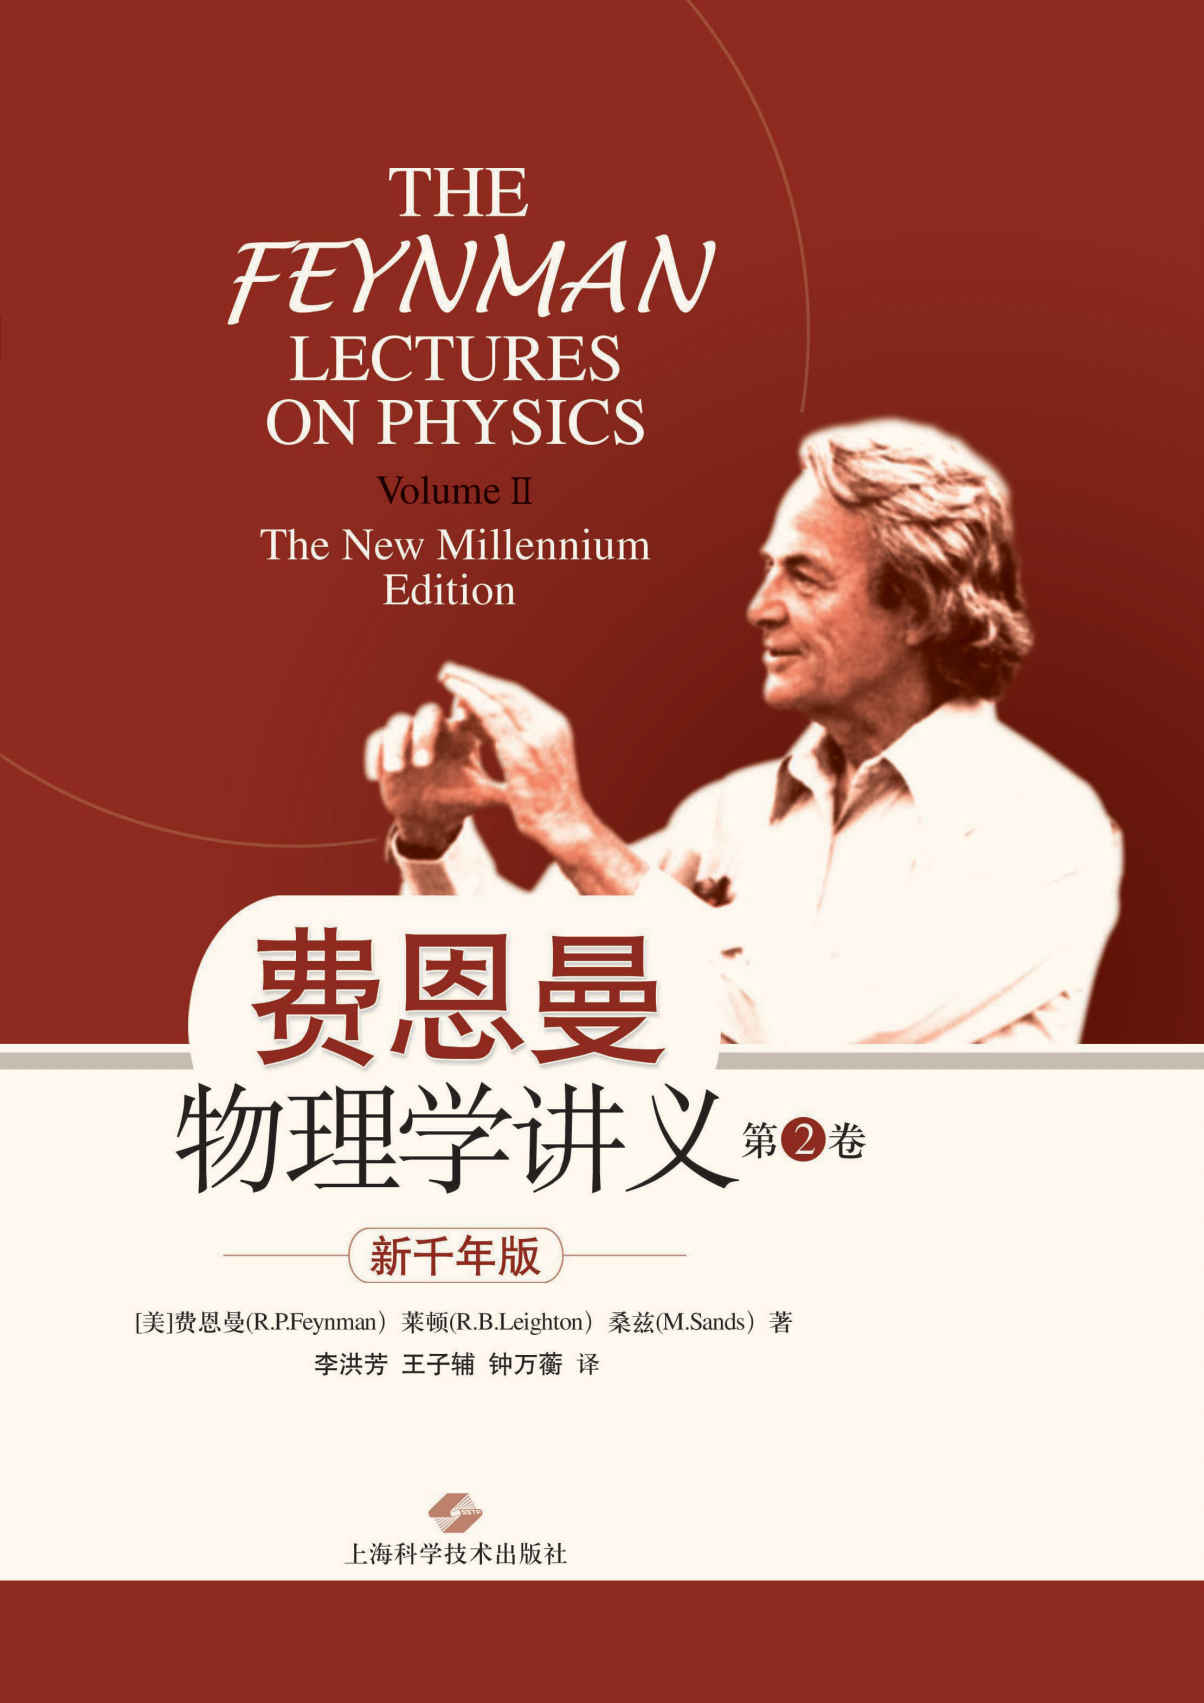 THE
FEYNMAN
LECTURES
ON PHYSICS
Volume Ⅱ
The New Millennium
Edition
费恩曼
物理学讲义 第2卷
新千年版
[美]费恩曼(R.P.Feynman）莱顿(R.B.Leighton）桑兹(M.Sands）著
李洪芳 王子辅 钟万蘅 译
上海科学技术出版社